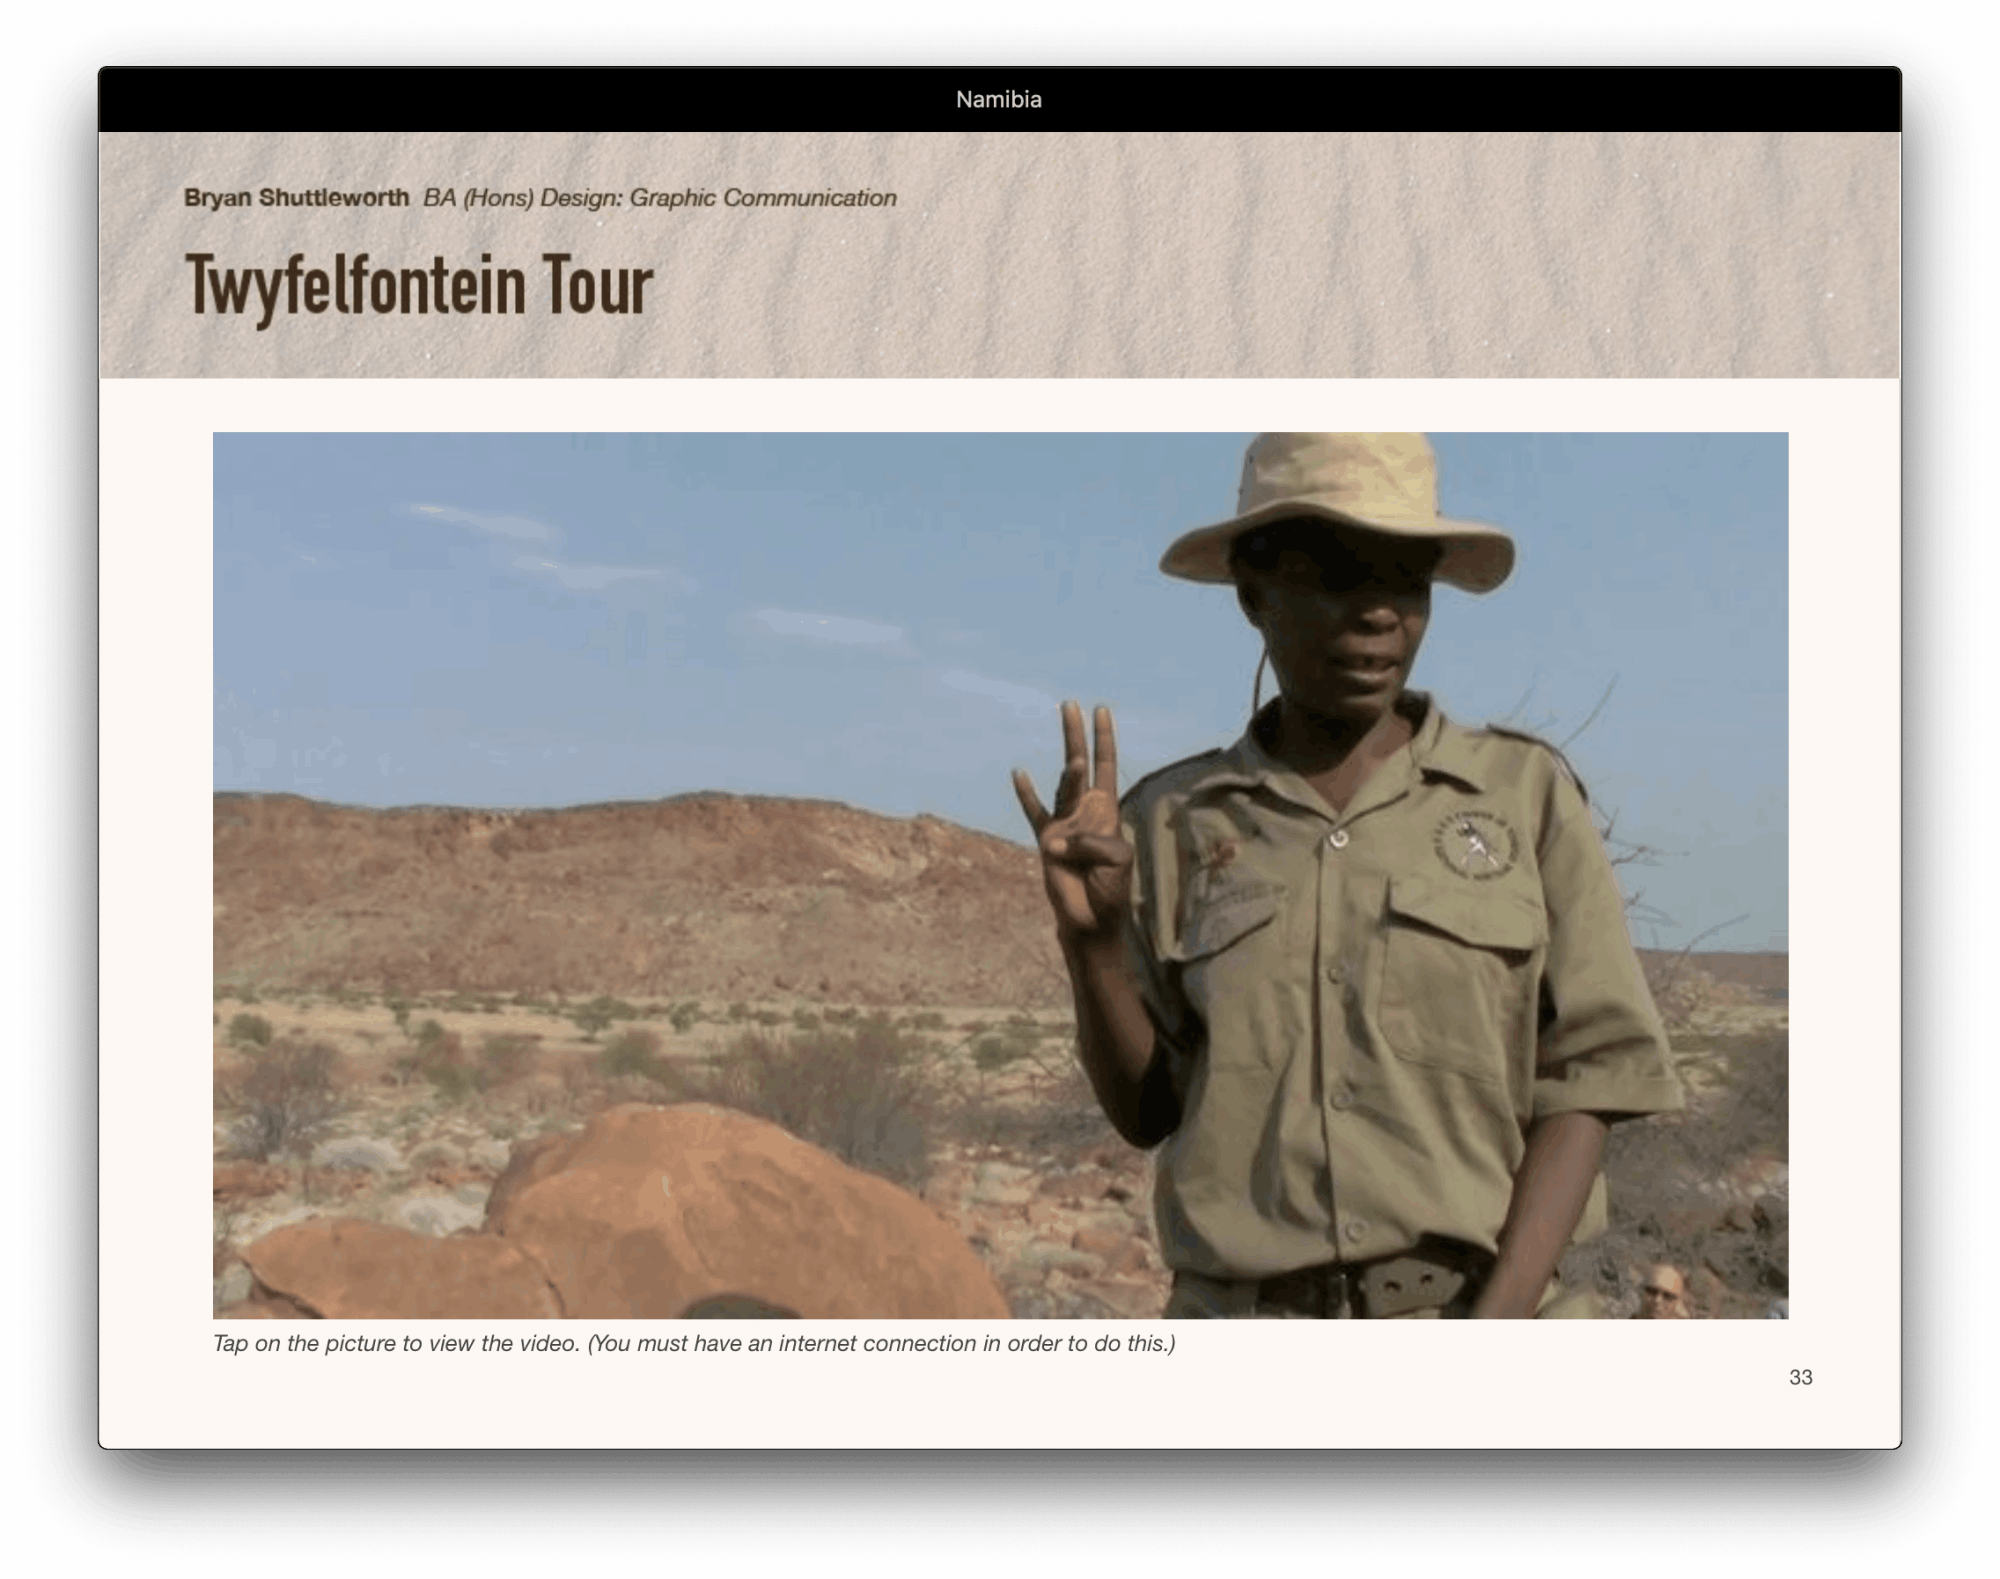 Namibia
Bryan Shuttleworth BA (Hons) Design: Graphic Communication
Twyfelfontein Tour
Tap on the picture to view the video. (You must have an internet connection in order to do this.)
33